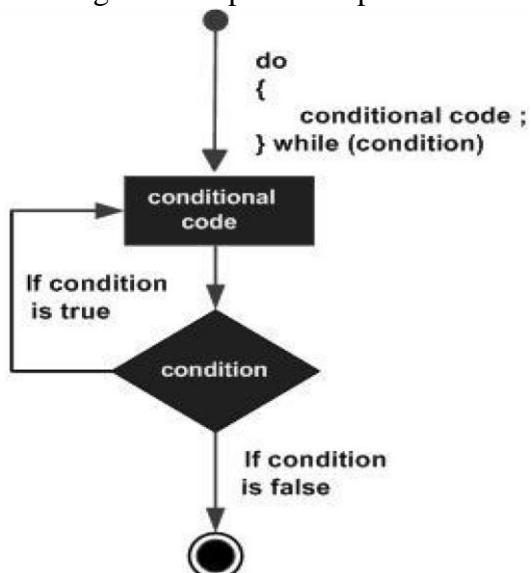 do
{
conditional code ;
} while (condition)
conditional
code
If condition
is true
condition
If condition
is false